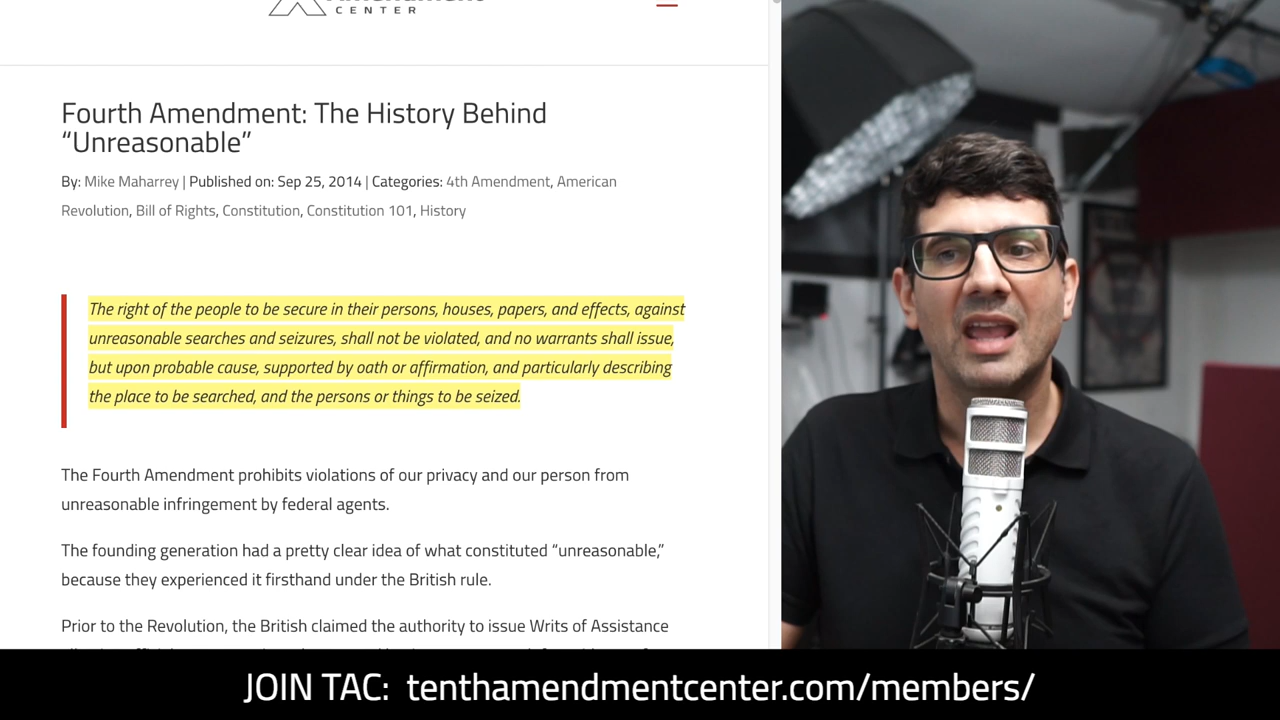 CENTER
Fourth Amendment: The History Behind
“Unreasonable”
By: Mike Maharrey | Published on: Sep 25, 2014 | Categories: 4th Amendment, American
Revolution, Bill of Rights, Constitution, Constitution 101, History
The right of the people to be secure in their persons, houses, papers, and effects, against
unreasonable searches and seizures, shall not be violated, and no warrants shall issue,
but upon probable cause, supported by oath or affirmation, and particularly describing
the place to be searched, and the persons or things to be seized.
The Fourth Amendment prohibits violations of our privacy and our person from
unreasonable infringement by federal agents.
The founding generation had a pretty clear idea of what constituted “unreasonable,”
because they experienced it firsthand under the British rule.
Prior to the Revolution, the British claimed the authority to issue Writs of Assistance
JOIN TAC: tenthamendmentcenter.com/members/